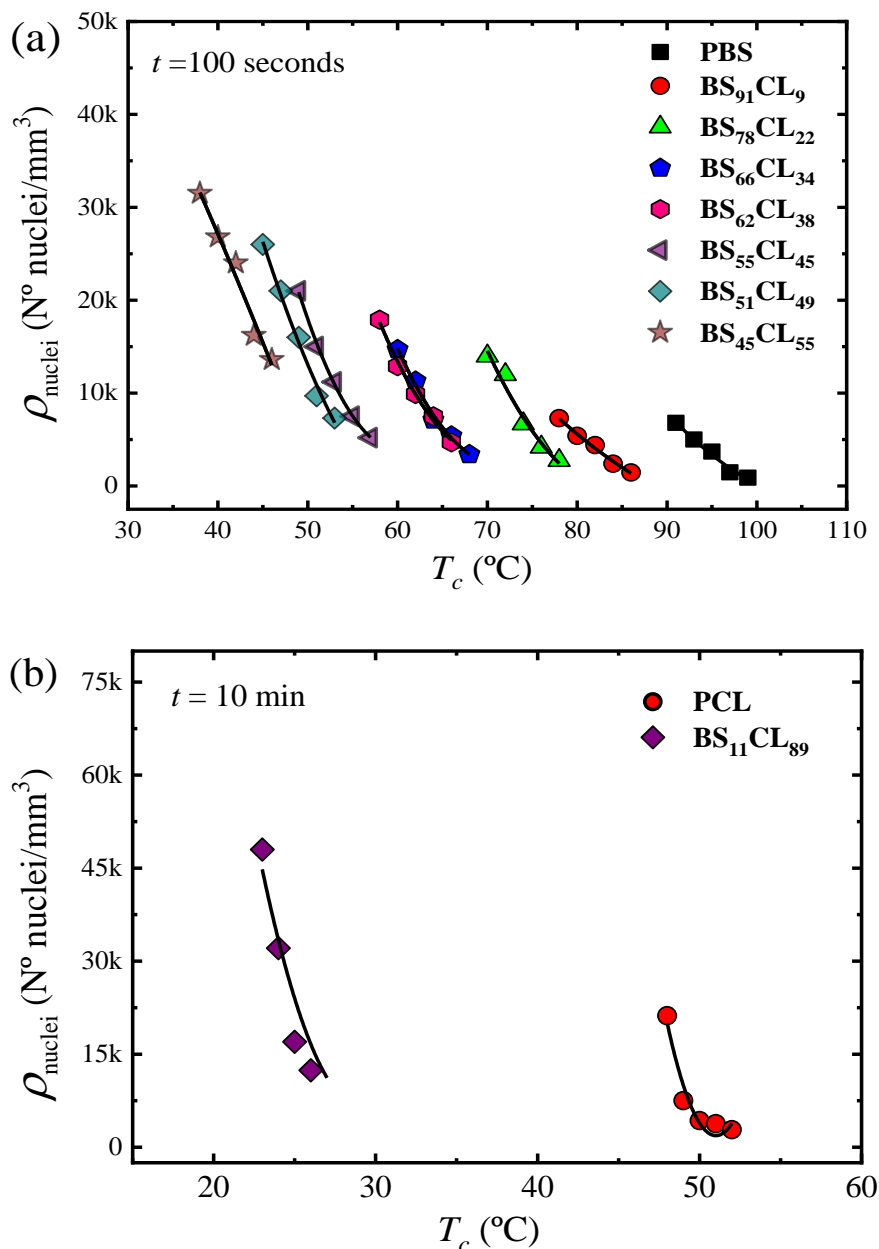 (a)
t =100 seconds
PBS
BS₉₁CL₉
BS₇₈CL₂₂
BS₆₆CL₃₄
BS₆₂CL₃₈
BS₅₅CL₄₅
BS₅₁CL₄₉
BS₄₅CL₅₅
50k
40k
30k
20k
10k
0
ρnuclei (Nº nuclei/mm³)
30 40 50 60 70 80 90 100 110
T꜀ (ºC)
(b)
t = 10 min
PCL
BS₁₁CL₈₉
75k
60k
45k
30k
15k
0
ρnuclei (Nº nuclei/mm³)
20 30 40 50 60
T꜀ (ºC)